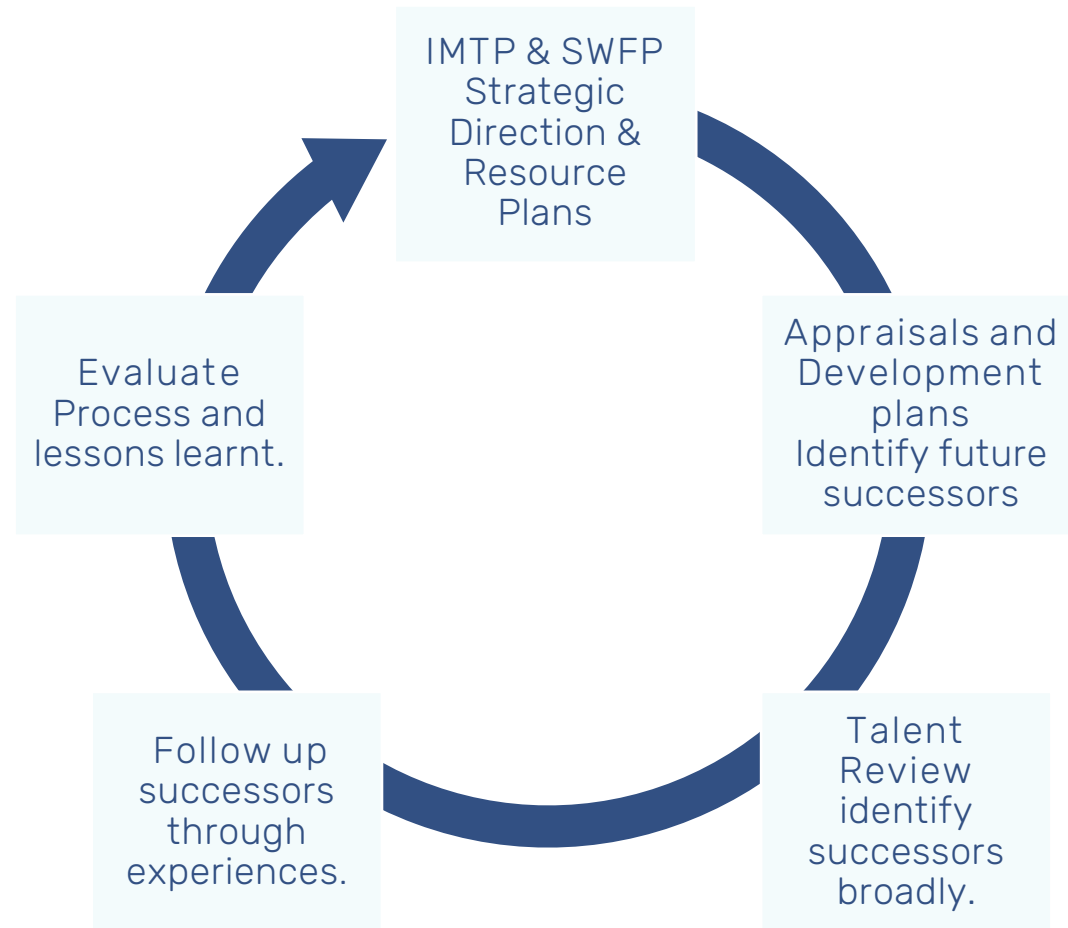 IMTP & SWFP
Strategic
Direction &
Resource
Plans
Appraisals and
Development
plans
Identify future
successors
Talent
Review
identify
successors
broadly.
Follow up
successors
through
experiences.
Evaluate
Process and
lessons learnt.